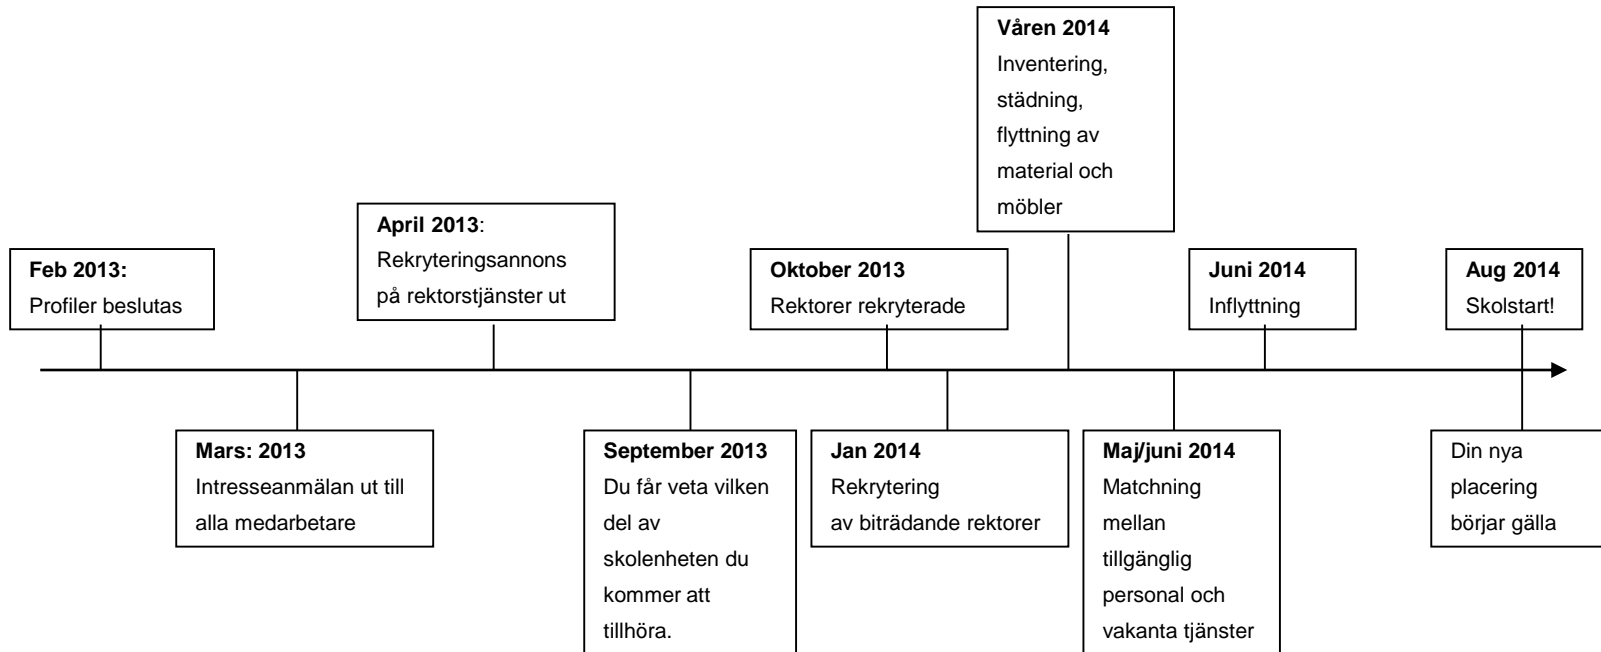 Våren 2014
Inventering,
städning,
flyttning av
material och
möbler
April 2013:
Rekryteringsannons
på rektorstjänster ut
Feb 2013:
Profiler beslutas
Oktober 2013
Rektorer rekryterade
Juni 2014
Inflyttning
Aug 2014
Skolstart!
Mars: 2013
Intresseanmälan ut till
alla medarbetare
September 2013
Du får veta vilken
del av
skolenheten du
kommer att
tillhöra.
Jan 2014
Rekrytering
av biträdande rektorer
Maj/juni 2014
Matchning
mellan
tillgänglig
personal och
vakanta tjänster
Din nya
placering
börjar gälla